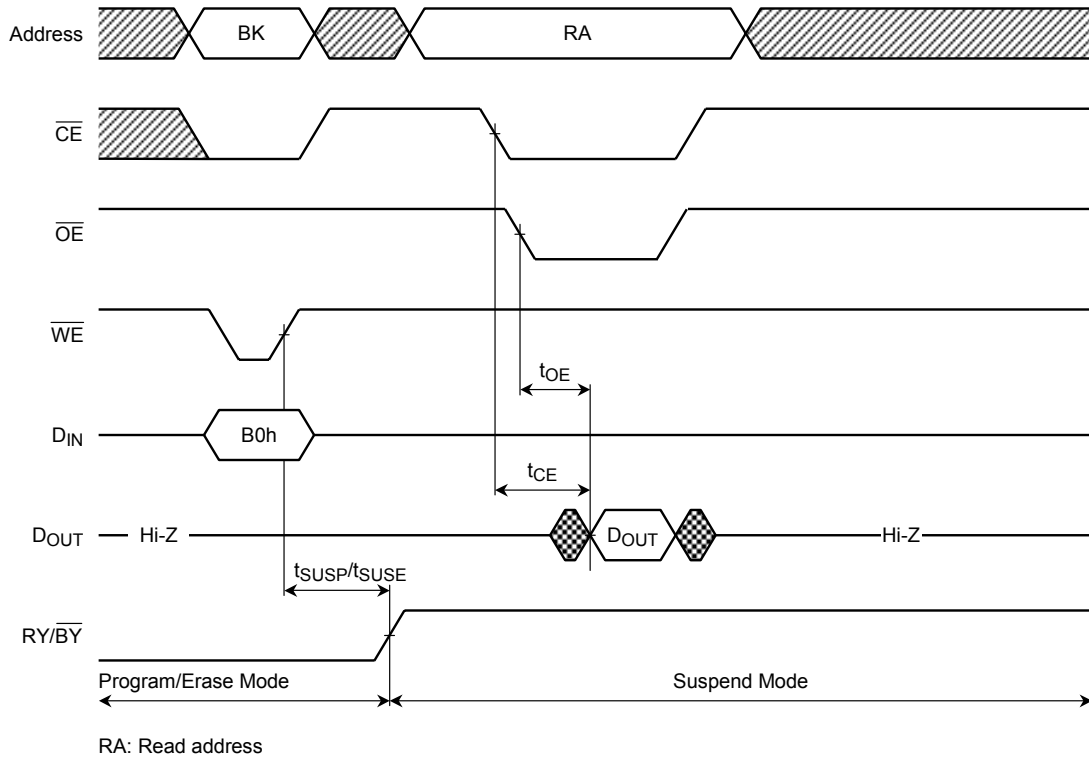 Address BK RA
CE
OE
WE
tOE
DIN B0h
tCE
DOUT Hi-Z DOUT Hi-Z
tSUSP/tSUSE
RY/BY
Program/Erase Mode Suspend Mode
RA: Read address